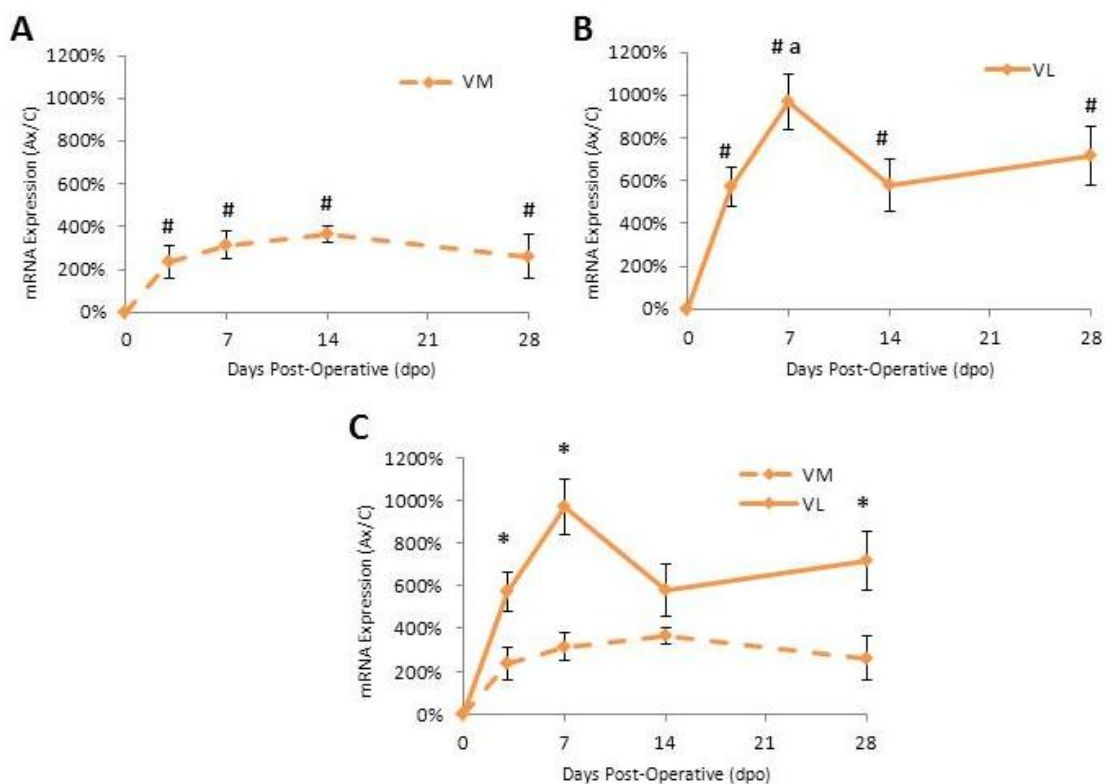 A
1200%
1000%
800%
600%
400%
200%
0%
mRNA Expression (Ax/C)
VM
# # # #
0 7 14 21 28
Days Post-Operative (dpo)
B
1200%
1000%
800%
600%
400%
200%
0%
mRNA Expression (Ax/C)
VL
# # a # #
0 7 14 21 28
Days Post-Operative (dpo)
C
1200%
1000%
800%
600%
400%
200%
0%
mRNA Expression (Ax/C)
VM
VL
* * *
0 7 14 21 28
Days Post-Operative (dpo)